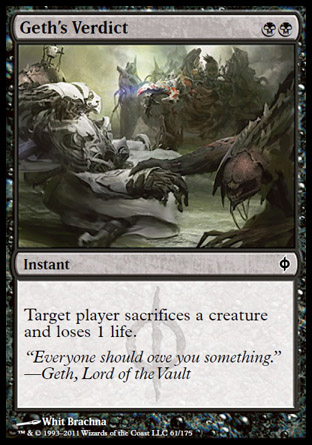 Geth's Verdict
Instant
Target player sacrifices a creature
and loses 1 life.
“Everyone should owe you something.”
—Geth, Lord of the Vault
Whit Brachna
™ & © 1993–2011 Wizards of the Coast LLC 61/175